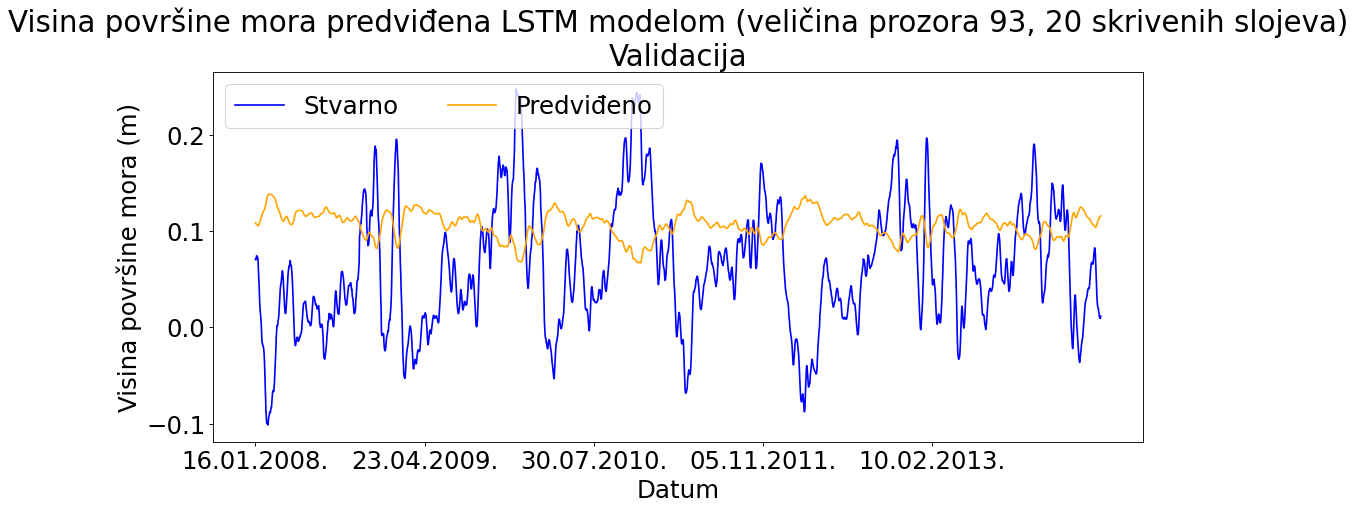 Visina površine mora predviđena LSTM modelom (veličina prozora 93, 20 skrivenih slojeva)
Validacija
Stvarno Predviđeno
Visina površine mora (m)
0.2
0.1
0.0
−0.1
16.01.2008. 23.04.2009. 30.07.2010. 05.11.2011. 10.02.2013.
Datum